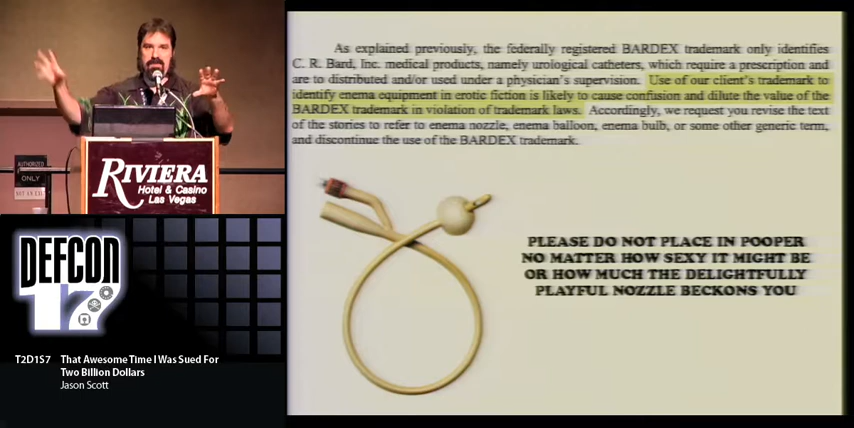 As explained previously, the federally registered BARDEX trademark only identifies
C. R. Bard, Inc. medical products, namely urological catheters, which require a prescription and
are to distributed and/or used under a physician's supervision. Use of our client's trademark to
identify enema equipment in erotic fiction is likely to cause confusion and dilute the value of the
BARDEX trademark in violation of trademark laws. Accordingly, we request you revise the text
of the stories to refer to enema nozzle, enema balloon, enema bulb, or some other generic term,
and discontinue the use of the BARDEX trademark.
PLEASE DO NOT PLACE IN POOPER
NO MATTER HOW SEXY IT MIGHT BE
OR HOW MUCH THE DELIGHTFULLY
PLAYFUL NOZZLE BECKONS YOU
AUTHORIZED
ONLY
RIVIERA
Hotel & Casino
Las Vegas
DEFCON
17
T2D1S7 That Awesome Time I Was Sued For
Two Billion Dollars
Jason Scott